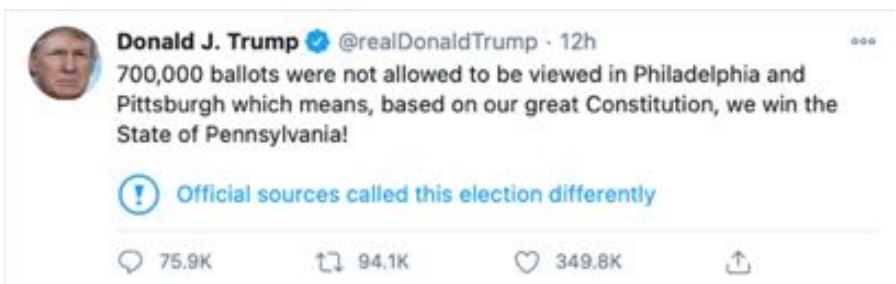 Donald J. Trump @realDonaldTrump · 12h
700,000 ballots were not allowed to be viewed in Philadelphia and
Pittsburgh which means, based on our great Constitution, we win the
State of Pennsylvania!
Official sources called this election differently
75.9K 94.1K 349.8K